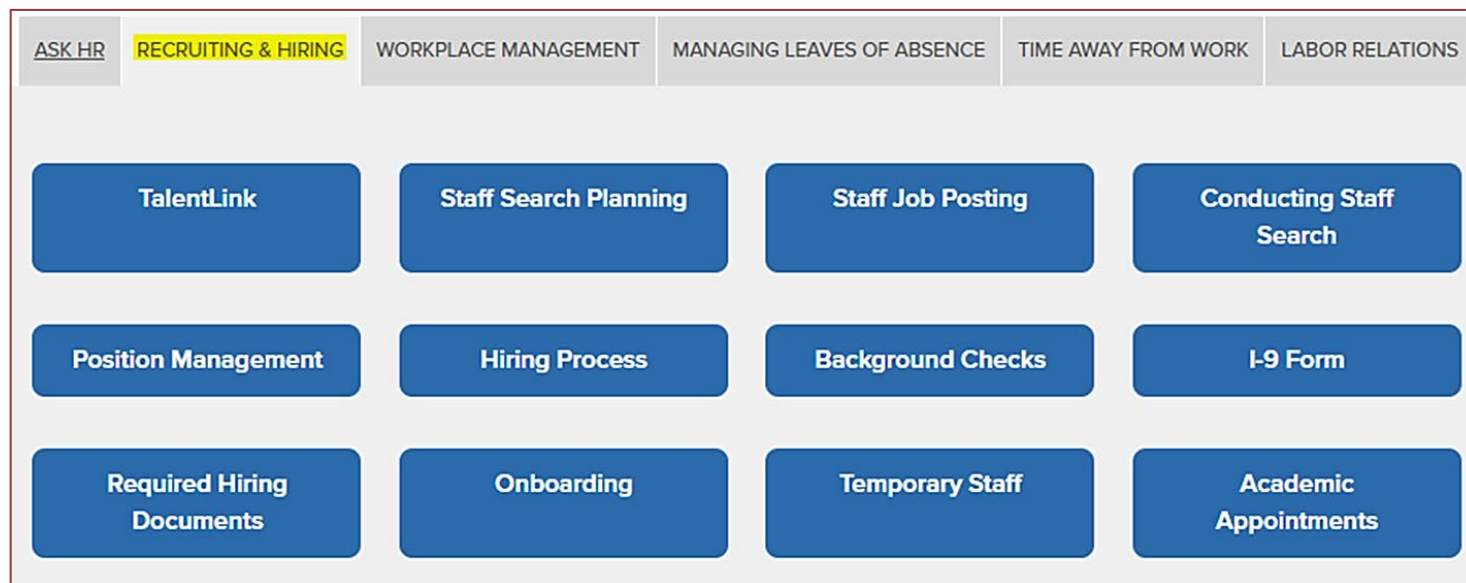 ASK HR RECRUITING & HIRING WORKPLACE MANAGEMENT MANAGING LEAVES OF ABSENCE TIME AWAY FROM WORK LABOR RELATIONS
TalentLink
Staff Search Planning
Staff Job Posting
Conducting Staff
Search
Position Management
Hiring Process
Background Checks
I-9 Form
Required Hiring
Documents
Onboarding
Temporary Staff
Academic
Appointments